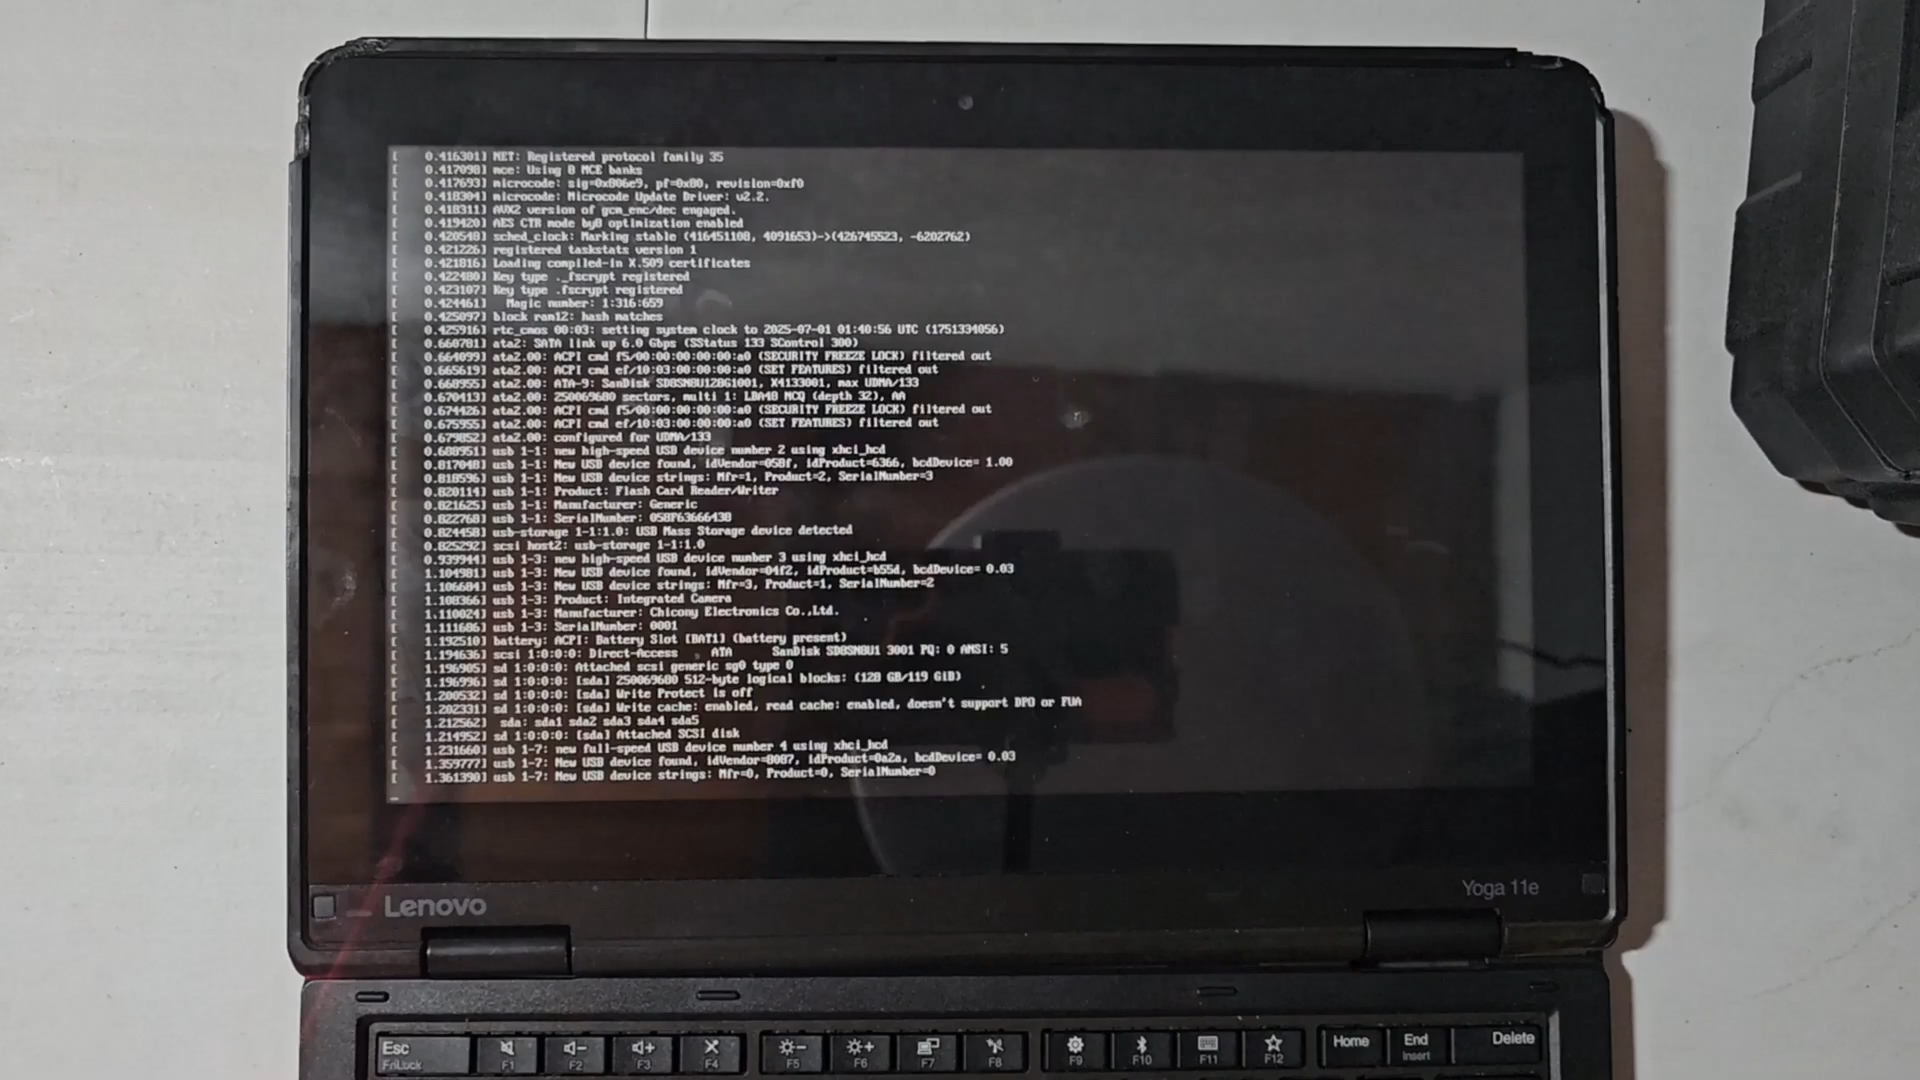 [    0.416301] NET: Registered protocol family 35
[    0.417098] mce: Using 8 MCE banks
[    0.417693] microcode: sig=0x806e9, pf=0x80, revision=0xf0
[    0.418304] microcode: Microcode Update Driver: v2.2.
[    0.418311] AVX2 version of gcm_enc/dec engaged.
[    0.419420] AES CTR mode by8 optimization enabled
[    0.420548] sched_clock: Marking stable (416451108, 4091653)->(426745523, -6202762)
[    0.421226] registered taskstats version 1
[    0.421816] Loading compiled-in X.509 certificates
[    0.422480] Key type ._fscrypt registered
[    0.423107] Key type .fscrypt registered
[    0.424461]   Magic number: 1:316:659
[    0.425097] block ram12: hash matches
[    0.425916] rtc_cmos 00:03: setting system clock to 2025-07-01 01:40:56 UTC (1751334056)
[    0.660781] ata2: SATA link up 6.0 Gbps (SStatus 133 SControl 300)
[    0.664099] ata2.00: ACPI cmd f5/00:00:00:00:00:a0 (SECURITY FREEZE LOCK) filtered out
[    0.665619] ata2.00: ACPI cmd ef/10:03:00:00:00:a0 (SET FEATURES) filtered out
[    0.668955] ata2.00: ATA-9: SanDisk SD8SN8U128G1001, X4133001, max UDMA/133
[    0.670413] ata2.00: 250069680 sectors, multi 1: LBA48 NCQ (depth 32), AA
[    0.674426] ata2.00: ACPI cmd f5/00:00:00:00:00:a0 (SECURITY FREEZE LOCK) filtered out
[    0.675955] ata2.00: ACPI cmd ef/10:03:00:00:00:a0 (SET FEATURES) filtered out
[    0.679852] ata2.00: configured for UDMA/133
[    0.688951] usb 1-1: new high-speed USB device number 2 using xhci_hcd
[    0.817048] usb 1-1: New USB device found, idVendor=058f, idProduct=6366, bcdDevice= 1.00
[    0.818596] usb 1-1: New USB device strings: Mfr=1, Product=2, SerialNumber=3
[    0.820114] usb 1-1: Product: Flash Card Reader/Writer
[    0.821625] usb 1-1: Manufacturer: Generic
[    0.822768] usb 1-1: SerialNumber: 058F63666438
[    0.824458] usb-storage 1-1:1.0: USB Mass Storage device detected
[    0.825292] scsi host2: usb-storage 1-1:1.0
[    0.939944] usb 1-3: new high-speed USB device number 3 using xhci_hcd
[    1.104981] usb 1-3: New USB device found, idVendor=04f2, idProduct=b55d, bcdDevice= 0.03
[    1.106684] usb 1-3: New USB device strings: Mfr=3, Product=1, SerialNumber=2
[    1.108366] usb 1-3: Product: Integrated Camera
[    1.110024] usb 1-3: Manufacturer: Chicony Electronics Co.,Ltd.
[    1.111686] usb 1-3: SerialNumber: 0001
[    1.192510] battery: ACPI: Battery Slot [BAT1] (battery present)
[    1.194636] scsi 1:0:0:0: Direct-Access     ATA      SanDisk SD8SN8U1 3001 PQ: 0 ANSI: 5
[    1.196905] sd 1:0:0:0: Attached scsi generic sg0 type 0
[    1.196996] sd 1:0:0:0: [sda] 250069680 512-byte logical blocks: (128 GB/119 GiB)
[    1.200532] sd 1:0:0:0: [sda] Write Protect is off
[    1.202331] sd 1:0:0:0: [sda] Write cache: enabled, read cache: enabled, doesn't support DPO or FUA
[    1.212562]  sda: sda1 sda2 sda3 sda4 sda5
[    1.214952] sd 1:0:0:0: [sda] Attached SCSI disk
[    1.231660] usb 1-7: new full-speed USB device number 4 using xhci_hcd
[    1.359777] usb 1-7: New USB device found, idVendor=8087, idProduct=0a2a, bcdDevice= 0.03
[    1.361390] usb 1-7: New USB device strings: Mfr=0, Product=0, SerialNumber=0
Lenovo
Yoga 11e
Esc F1 F2 F3 F4 F5 F6 F7 F8 F9 F10 F11 F12 Home End Delete
FnLock Insert